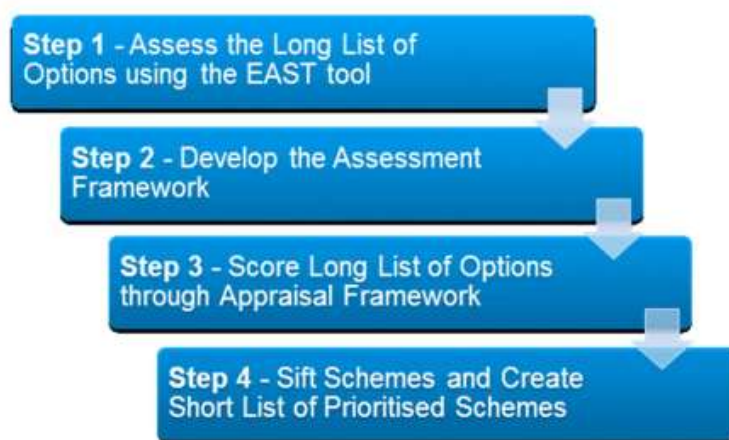 Step 1 - Assess the Long List of
Options using the EAST tool
Step 2 - Develop the Assessment
Framework
Step 3 - Score Long List of Options
through Appraisal Framework
Step 4 - Sift Schemes and Create
Short List of Prioritised Schemes